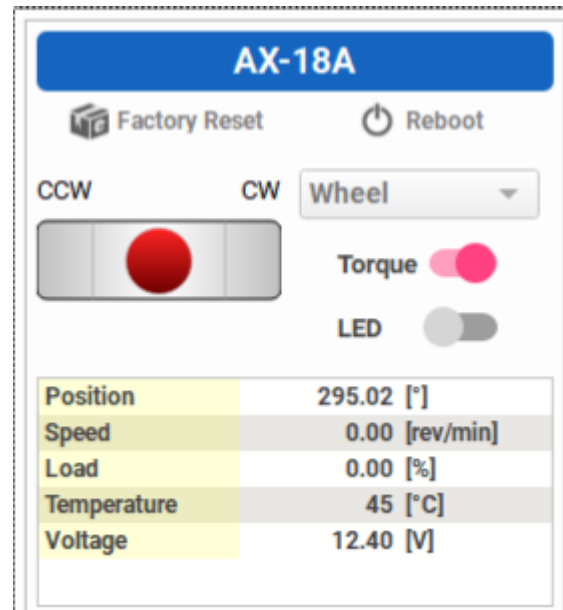 AX-18A
Factory Reset Reboot
CCW CW Wheel
Torque
LED
Position 295.02 [°]
Speed 0.00 [rev/min]
Load 0.00 [%]
Temperature 45 [°C]
Voltage 12.40 [V]